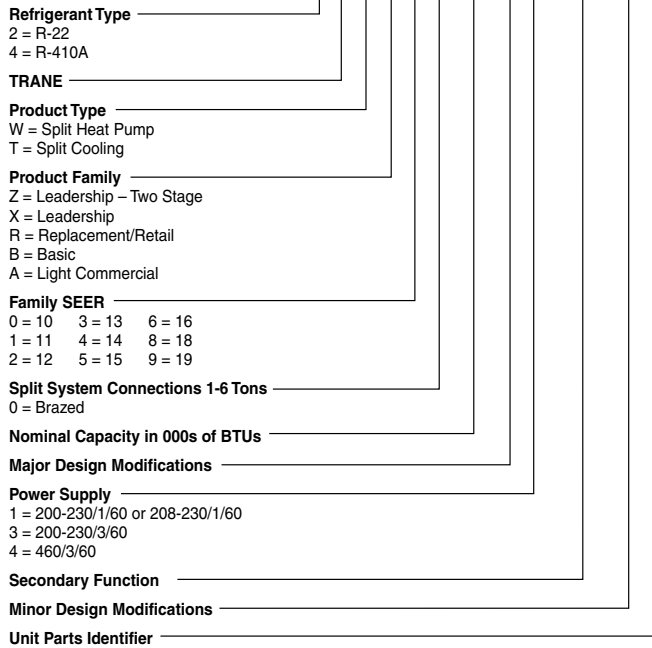 Refrigerant Type
2 = R-22
4 = R-410A
TRANE
Product Type
W = Split Heat Pump
T = Split Cooling
Product Family
Z = Leadership – Two Stage
X = Leadership
R = Replacement/Retail
B = Basic
A = Light Commercial
Family SEER
0 = 10 3 = 13 6 = 16
1 = 11 4 = 14 8 = 18
2 = 12 5 = 15 9 = 19
Split System Connections 1-6 Tons
0 = Brazed
Nominal Capacity in 000s of BTUs
Major Design Modifications
Power Supply
1 = 200-230/1/60 or 208-230/1/60
3 = 200-230/3/60
4 = 460/3/60
Secondary Function
Minor Design Modifications
Unit Parts Identifier